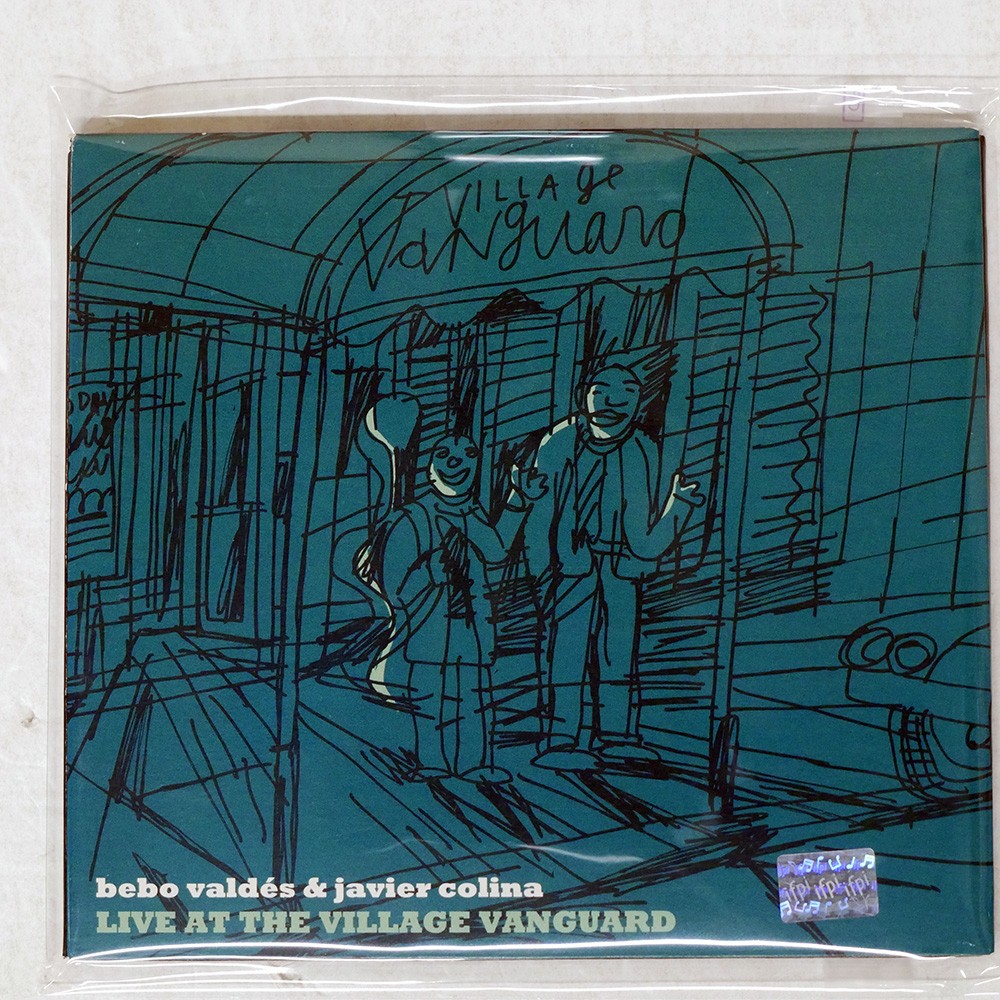 VILLAge
Vanguard
bebo valdés & javier colina
LIVE AT THE VILLAGE VANGUARD